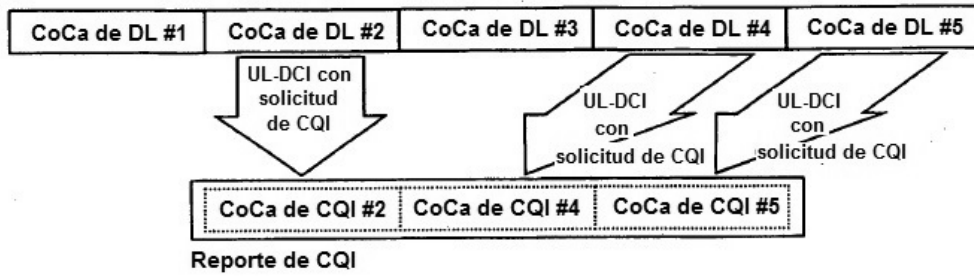 CoCa de DL #1 CoCa de DL #2 CoCa de DL #3 CoCa de DL #4 CoCa de DL #5
UL-DCI con
solicitud
de CQI
UL-DCI
con
solicitud de CQI
UL-DCI
con
solicitud de CQI
CoCa de CQI #2 CoCa de CQI #4 CoCa de CQI #5
Reporte de CQI